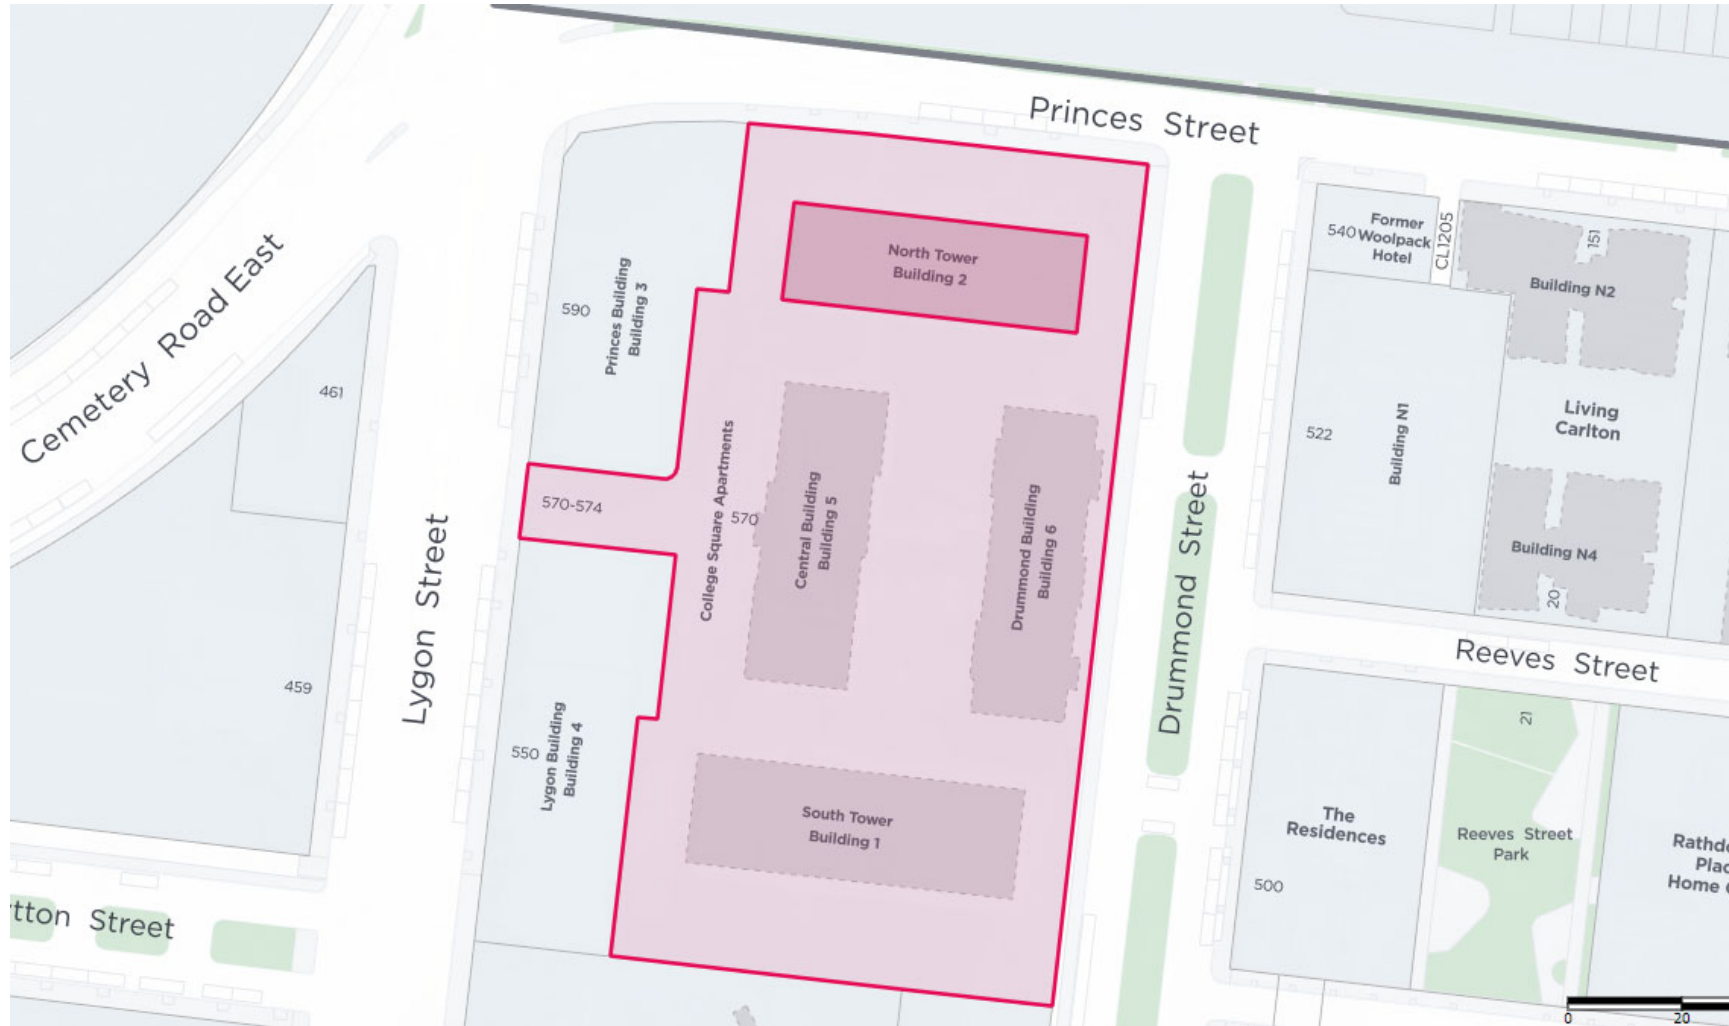 Princes Street
Former
Woolpack
Hotel
540
CL1205
151
Building N2
North Tower
Building 2
Princes Building
Building 3
590
Cemetery Road East
461
Living
Carlton
522
Building N1
College Square Apartments
570
Central Building
Building 5
Drummond Building
Building 6
570-574
Building N4
20
Lygon Street
Drummond Street
Reeves Street
459
550
Lygon Building
Building 4
21
South Tower
Building 1
The
Residences
500
Reeves Street
Park
Home
tton Street
0
20